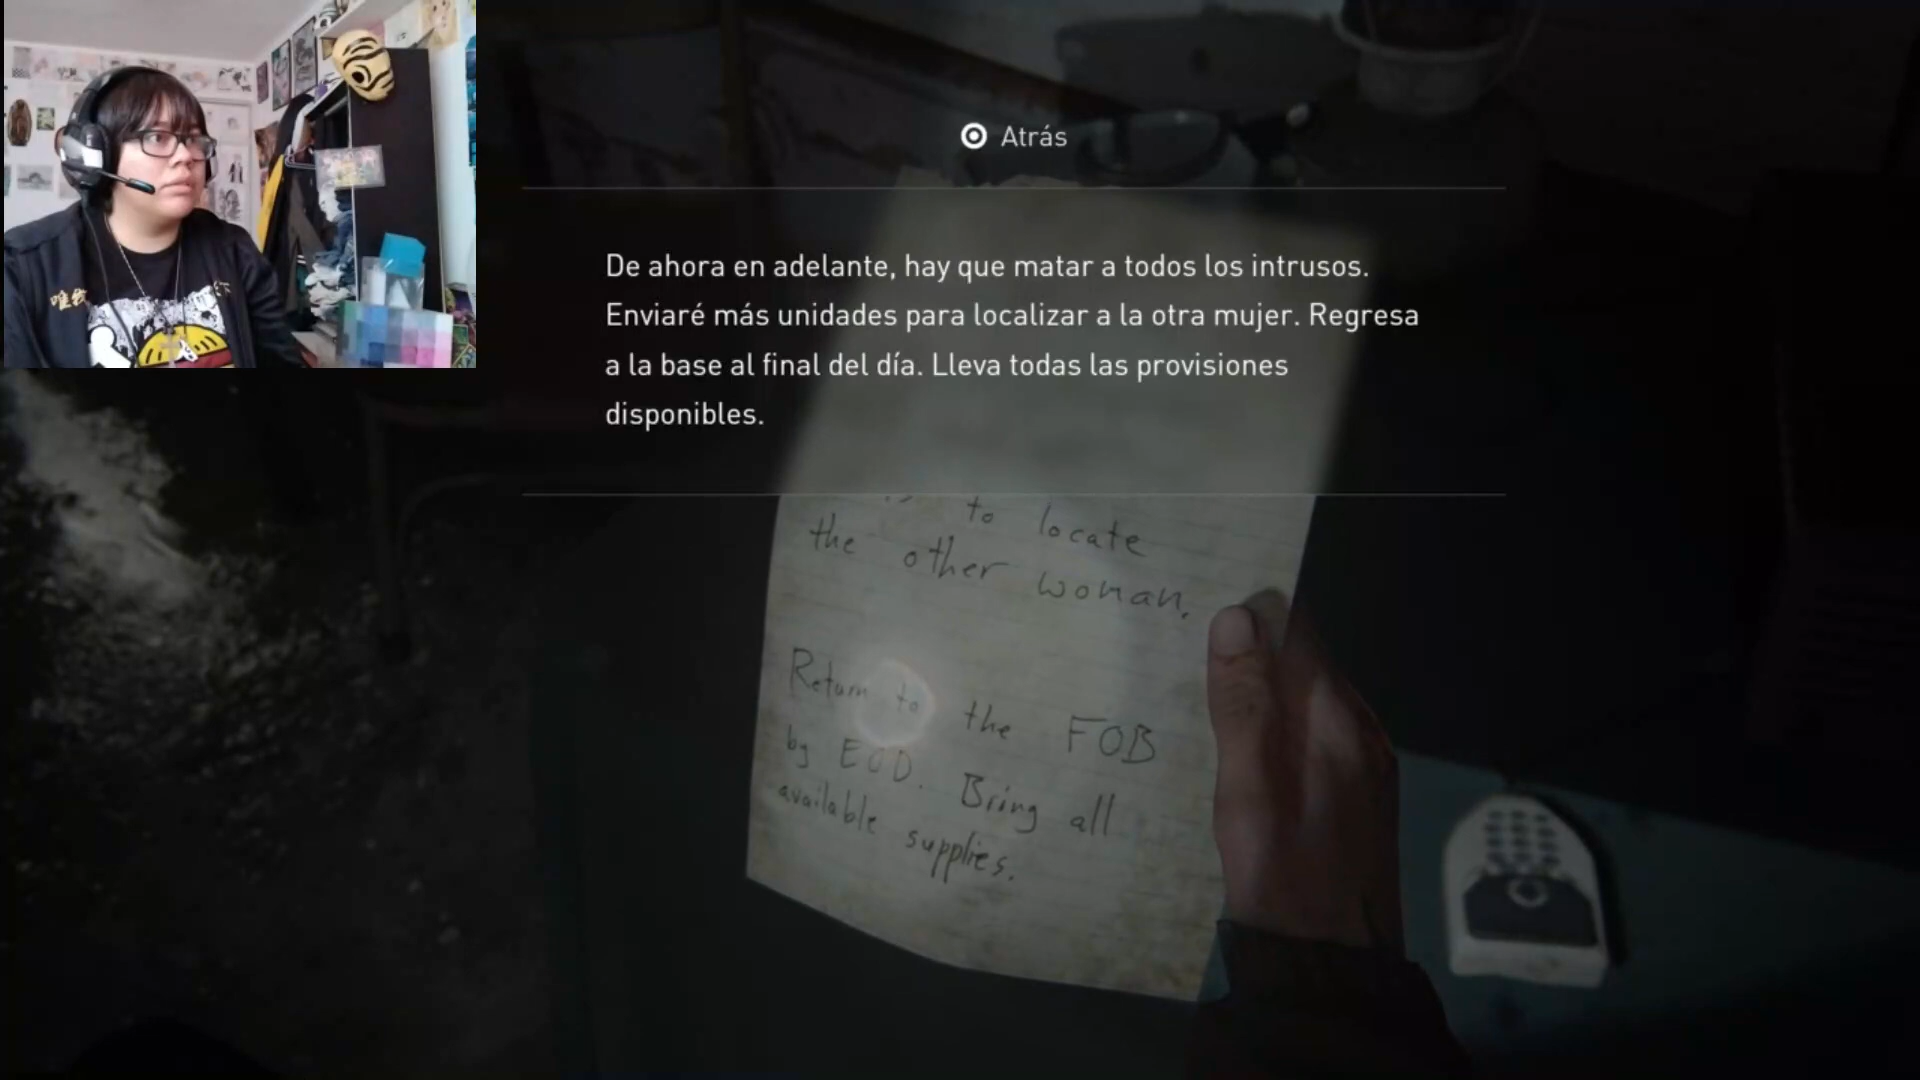 Atrás
De ahora en adelante, hay que matar a todos los intrusos.
Enviaré más unidades para localizar a la otra mujer. Regresa
a la base al final del día. Lleva todas las provisiones
disponibles.
to locate
the other woman.
Return to the FOB
by EOD. Bring all
available supplies.